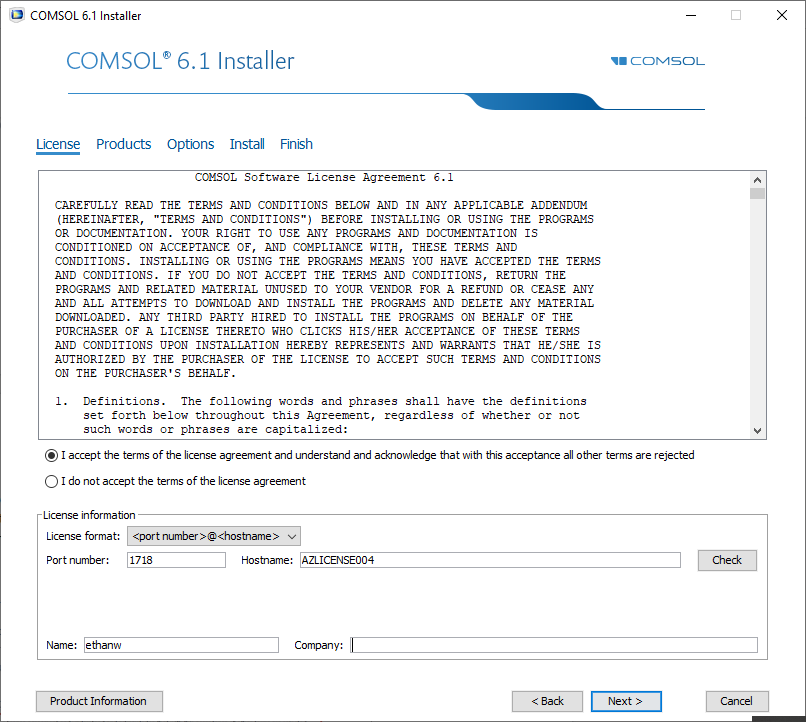 COMSOL 6.1 Installer
COMSOL® 6.1 Installer
COMSOL
License Products Options Install Finish
COMSOL Software License Agreement 6.1
CAREFULLY READ THE TERMS AND CONDITIONS BELOW AND IN ANY APPLICABLE ADDENDUM
(HEREINAFTER, "TERMS AND CONDITIONS") BEFORE INSTALLING OR USING THE PROGRAMS
OR DOCUMENTATION. YOUR RIGHT TO USE ANY PROGRAMS AND DOCUMENTATION IS
CONDITIONED ON ACCEPTANCE OF, AND COMPLIANCE WITH, THESE TERMS AND
CONDITIONS. INSTALLING OR USING THE PROGRAMS MEANS YOU HAVE ACCEPTED THE TERMS
AND CONDITIONS. IF YOU DO NOT ACCEPT THE TERMS AND CONDITIONS, RETURN THE
PROGRAMS AND RELATED MATERIAL UNUSED TO YOUR VENDOR FOR A REFUND OR CEASE ANY
AND ALL ATTEMPTS TO DOWNLOAD AND INSTALL THE PROGRAMS AND DELETE ANY MATERIAL
DOWNLOADED. ANY THIRD PARTY HIRED TO INSTALL THE PROGRAMS ON BEHALF OF THE
PURCHASER OF A LICENSE THERETO WHO CLICKS HIS/HER ACCEPTANCE OF THESE TERMS
AND CONDITIONS UPON INSTALLATION HEREBY REPRESENTS AND WARRANTS THAT HE/SHE IS
AUTHORIZED BY THE PURCHASER OF THE LICENSE TO ACCEPT SUCH TERMS AND CONDITIONS
ON THE PURCHASER'S BEHALF.
1. Definitions. The following words and phrases shall have the definitions
set forth below throughout this Agreement, regardless of whether or not
such words or phrases are capitalized:
I accept the terms of the license agreement and understand and acknowledge that with this acceptance all other terms are rejected
I do not accept the terms of the license agreement
License information
License format: <port number>@<hostname>
Port number: 1718 Hostname: AZLICENSE004 Check
Name: ethanw Company:
Product Information < Back Next > Cancel